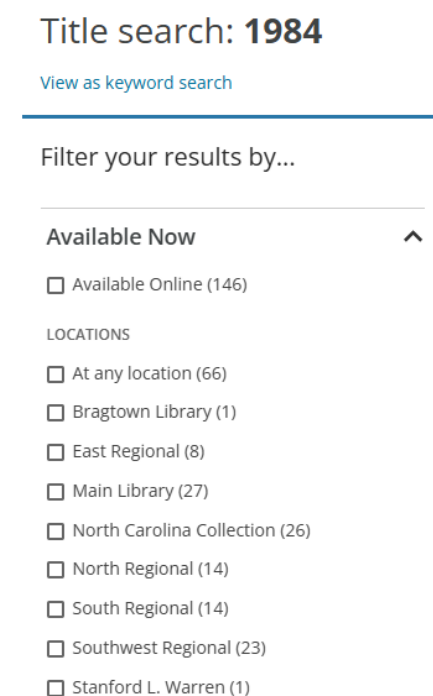 Title search: 1984
View as keyword search
Filter your results by...
Available Now
Available Online (146)
LOCATIONS
At any location (66)
Bragtown Library (1)
East Regional (8)
Main Library (27)
North Carolina Collection (26)
North Regional (14)
South Regional (14)
Southwest Regional (23)
Stanford L. Warren (1)